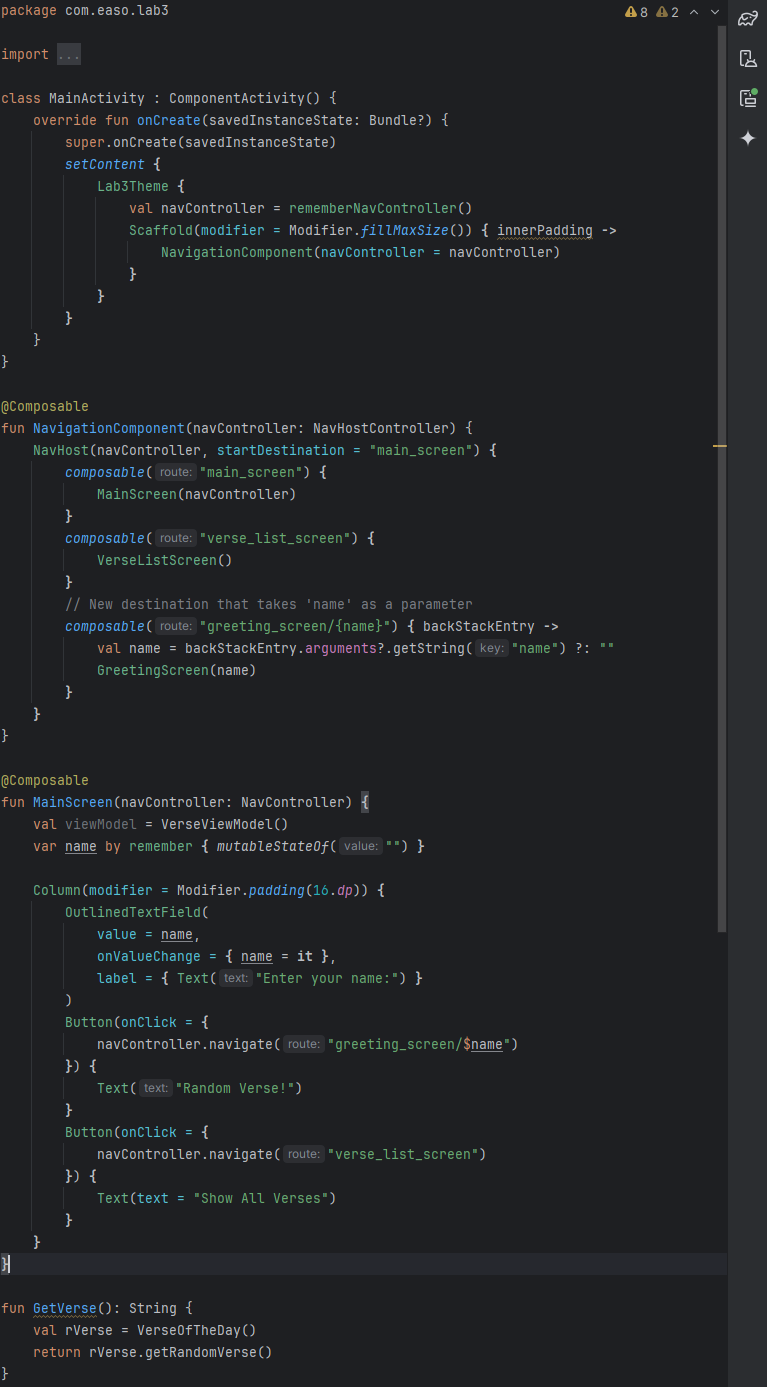 package com.easo.lab3
8 2
import ...
class MainActivity : ComponentActivity() {
    override fun onCreate(savedInstanceState: Bundle?) {
        super.onCreate(savedInstanceState)
        setContent {
            Lab3Theme {
                val navController = rememberNavController()
                Scaffold(modifier = Modifier.fillMaxSize()) { innerPadding ->
                    NavigationComponent(navController = navController)
                }
            }
        }
    }
}
@Composable
fun NavigationComponent(navController: NavHostController) {
    NavHost(navController, startDestination = "main_screen") {
        composable( route: "main_screen") {
            MainScreen(navController)
        }
        composable( route: "verse_list_screen") {
            VerseListScreen()
        }
        // New destination that takes 'name' as a parameter
        composable( route: "greeting_screen/{name}") { backStackEntry ->
            val name = backStackEntry.arguments?.getString( key: "name") ?: ""
            GreetingScreen(name)
        }
    }
}
@Composable
fun MainScreen(navController: NavController) {
    val viewModel = VerseViewModel()
    var name by remember { mutableStateOf( value: "") }
    Column(modifier = Modifier.padding(16.dp)) {
        OutlinedTextField(
            value = name,
            onValueChange = { name = it },
            label = { Text( text: "Enter your name:") }
        )
        Button(onClick = {
            navController.navigate( route: "greeting_screen/$name")
        }) {
            Text( text: "Random Verse!")
        }
        Button(onClick = {
            navController.navigate( route: "verse_list_screen")
        }) {
            Text(text = "Show All Verses")
        }
    }
}
fun GetVerse(): String {
    val rVerse = VerseOfTheDay()
    return rVerse.getRandomVerse()
}